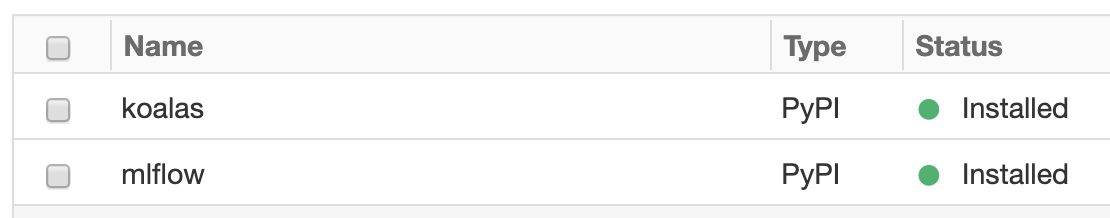 Name Type Status
koalas PyPI Installed
mlflow PyPI Installed